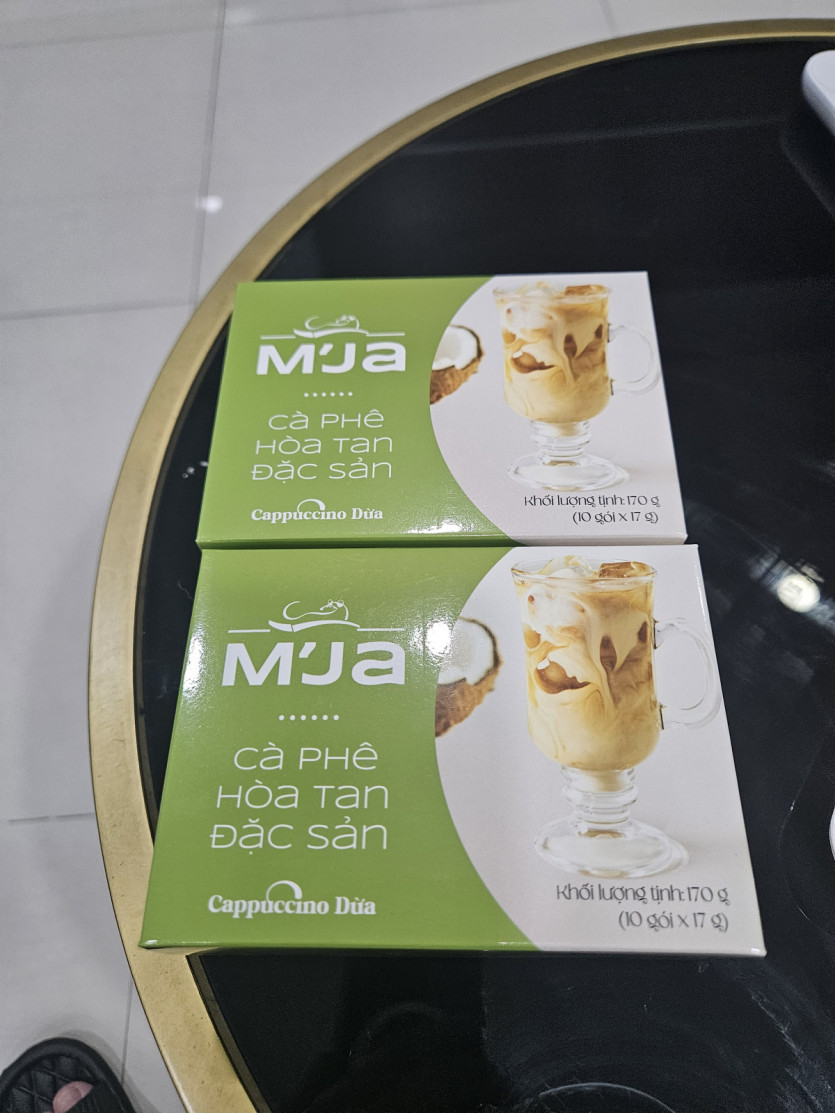 M'Ja
Cà PHÊ
Hòa Tan
Đặc sản
Cappuccino Dừa
Khối lượng tịnh: 170 g
(10 gói x 17 g)
M'Ja
Cà PHÊ
Hòa Tan
Đặc sản
Cappuccino Dừa
Khối lượng tịnh: 170 g
(10 gói x 17 g)